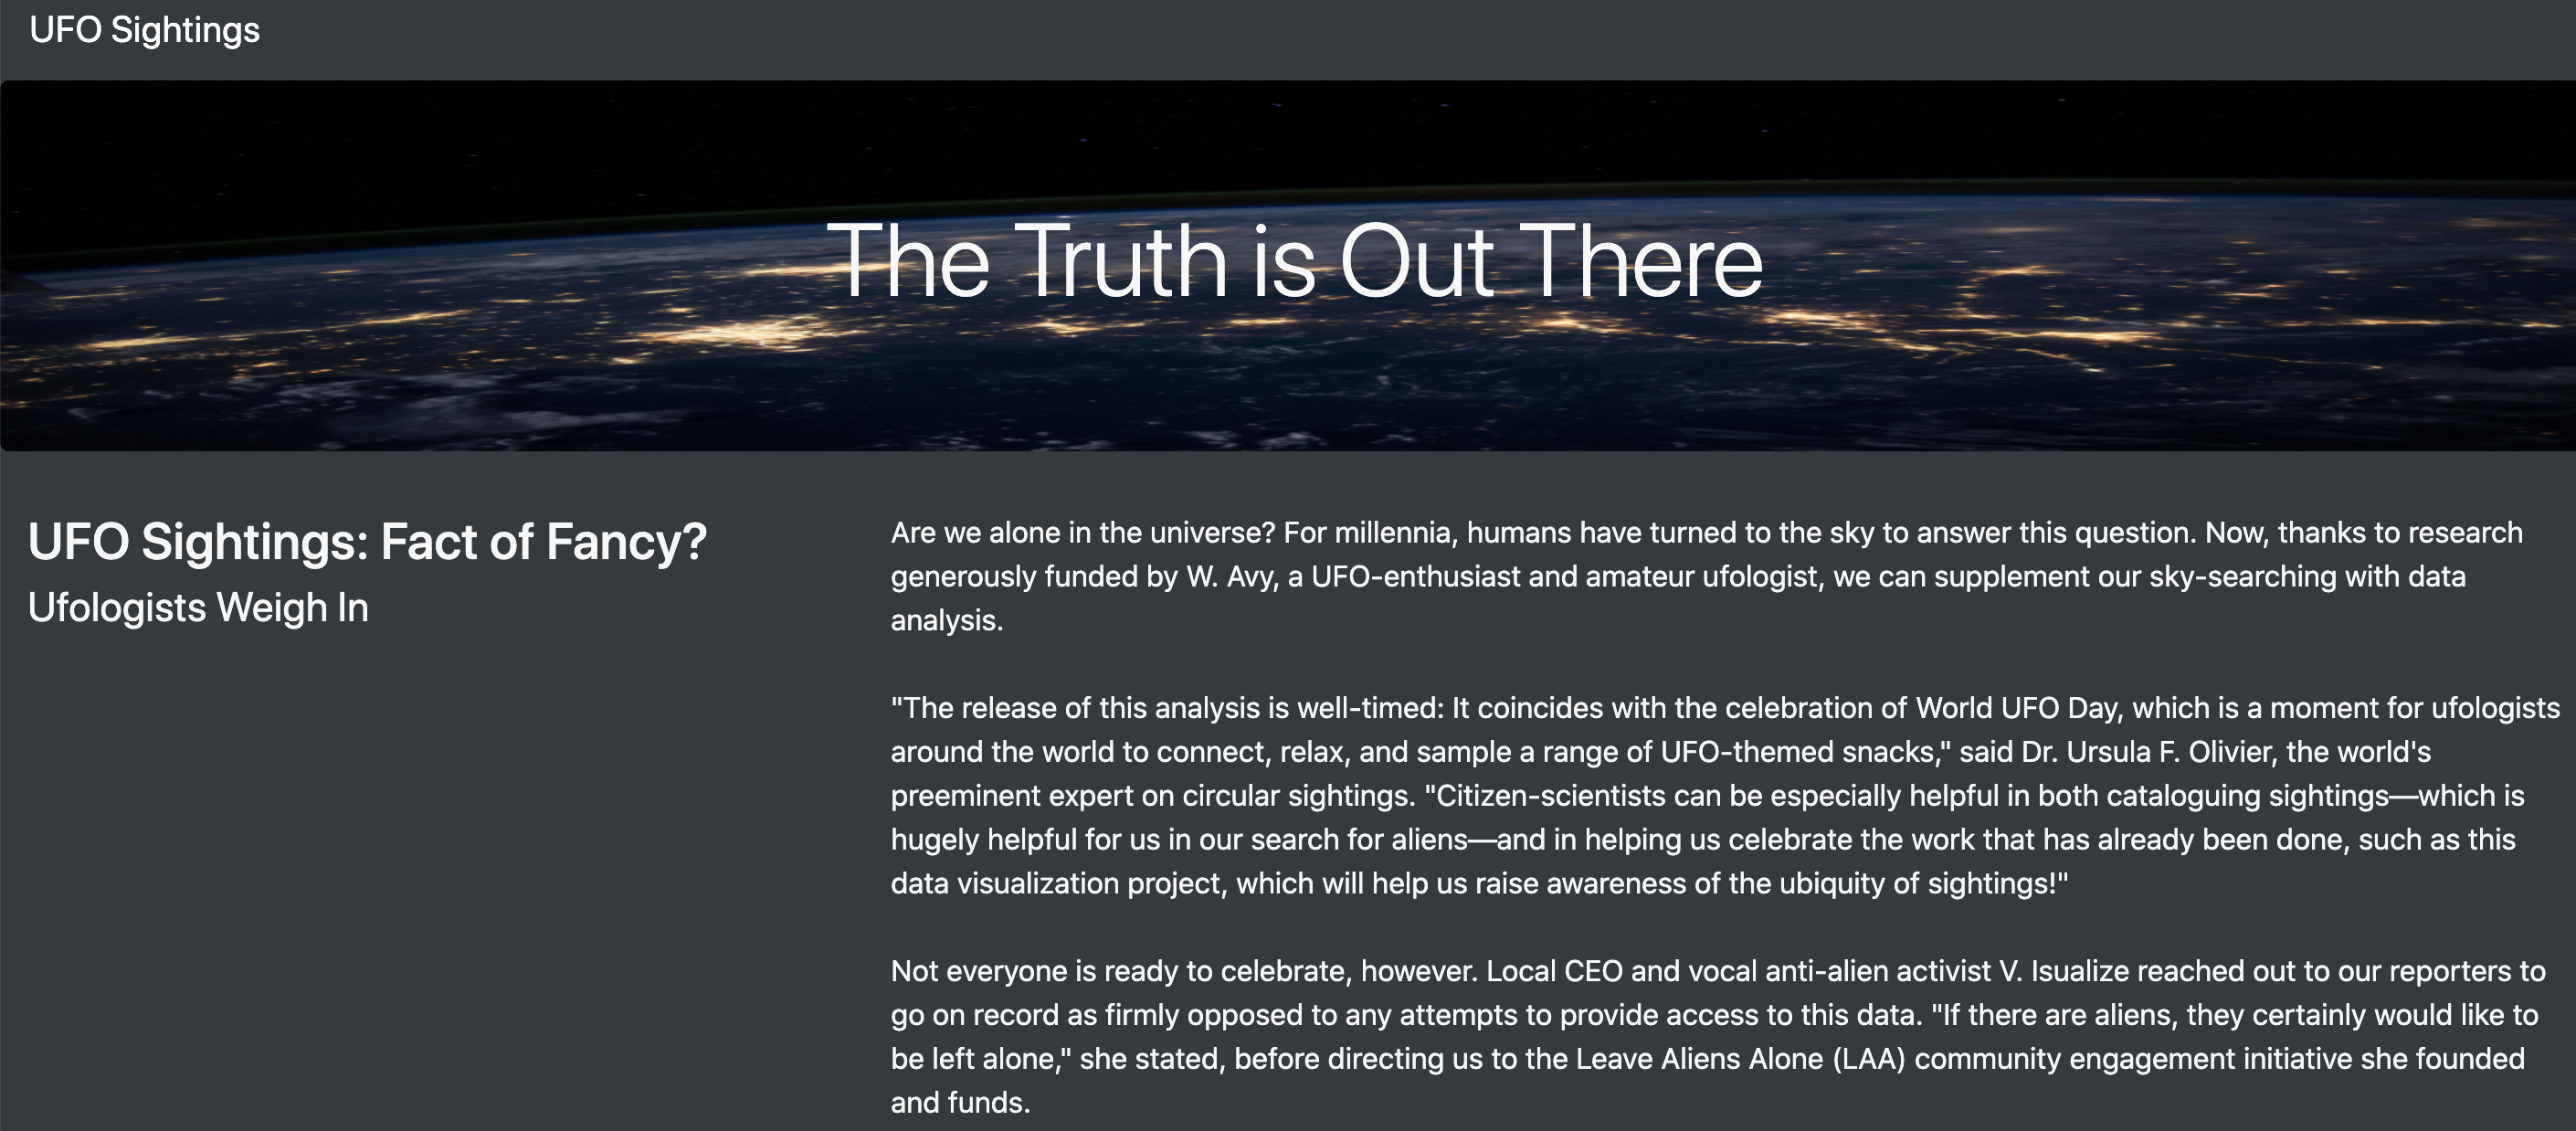 UFO Sightings
The Truth is Out There
UFO Sightings: Fact of Fancy?
Ufologists Weigh In
Are we alone in the universe? For millennia, humans have turned to the sky to answer this question. Now, thanks to research
generously funded by W. Avy, a UFO-enthusiast and amateur ufologist, we can supplement our sky-searching with data
analysis.
"The release of this analysis is well-timed: It coincides with the celebration of World UFO Day, which is a moment for ufologists
around the world to connect, relax, and sample a range of UFO-themed snacks," said Dr. Ursula F. Olivier, the world's
preeminent expert on circular sightings. "Citizen-scientists can be especially helpful in both cataloguing sightings—which is
hugely helpful for us in our search for aliens—and in helping us celebrate the work that has already been done, such as this
data visualization project, which will help us raise awareness of the ubiquity of sightings!"
Not everyone is ready to celebrate, however. Local CEO and vocal anti-alien activist V. Isualize reached out to our reporters to
go on record as firmly opposed to any attempts to provide access to this data. "If there are aliens, they certainly would like to
be left alone," she stated, before directing us to the Leave Aliens Alone (LAA) community engagement initiative she founded
and funds.